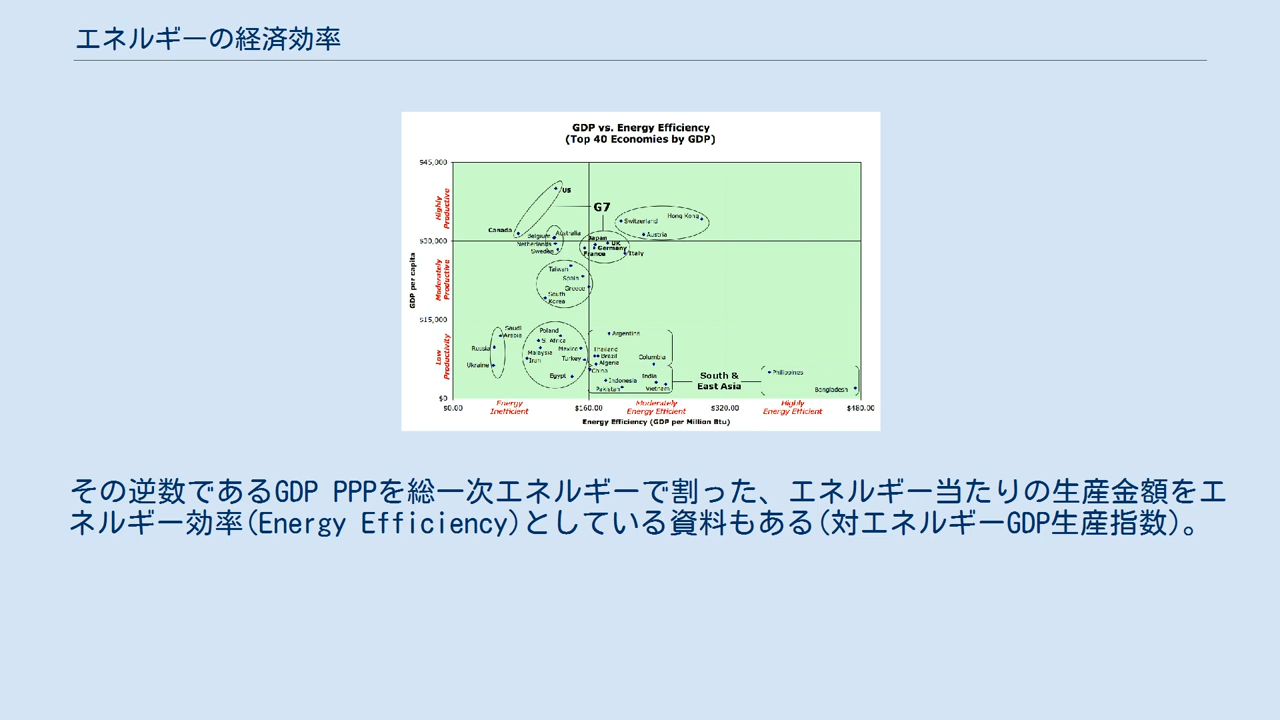 エネルギーの経済効率
GDP vs. Energy Efficiency
(Top 40 Economies by GDP)
$45,000
$30,000
$15,000
$0
GDP per capita
Highly
Productive
Moderately
Productive
Low
Productivity
US
G7
Canada
Switzerland
Hong Kong
Austria
Belgium
Australia
Netherlands
Sweden
Japan
UK
Germany
France
Italy
Taiwan
Spain
Greece
South
Korea
Saudi
Arabia
Russia
Ukraine
Poland
S. Africa
Mexico
Malaysia
Iran
Turkey
Egypt
Argentina
Thailand
Brazil
Algeria
Columbia
China
India
Indonesia
Pakistan
Vietnam
South &
East Asia
Philippines
Bangladesh
$0.00
$160.00
$320.00
$480.00
Energy
Inefficient
Moderately
Energy Efficient
Highly
Energy Efficient
Energy Efficiency (GDP per Million Btu)
その逆数であるGDP PPPを総一次エネルギーで割った、エネルギー当たりの生産金額をエ
ネルギー効率(Energy Efficiency)としている資料もある(対エネルギーGDP生産指数)。